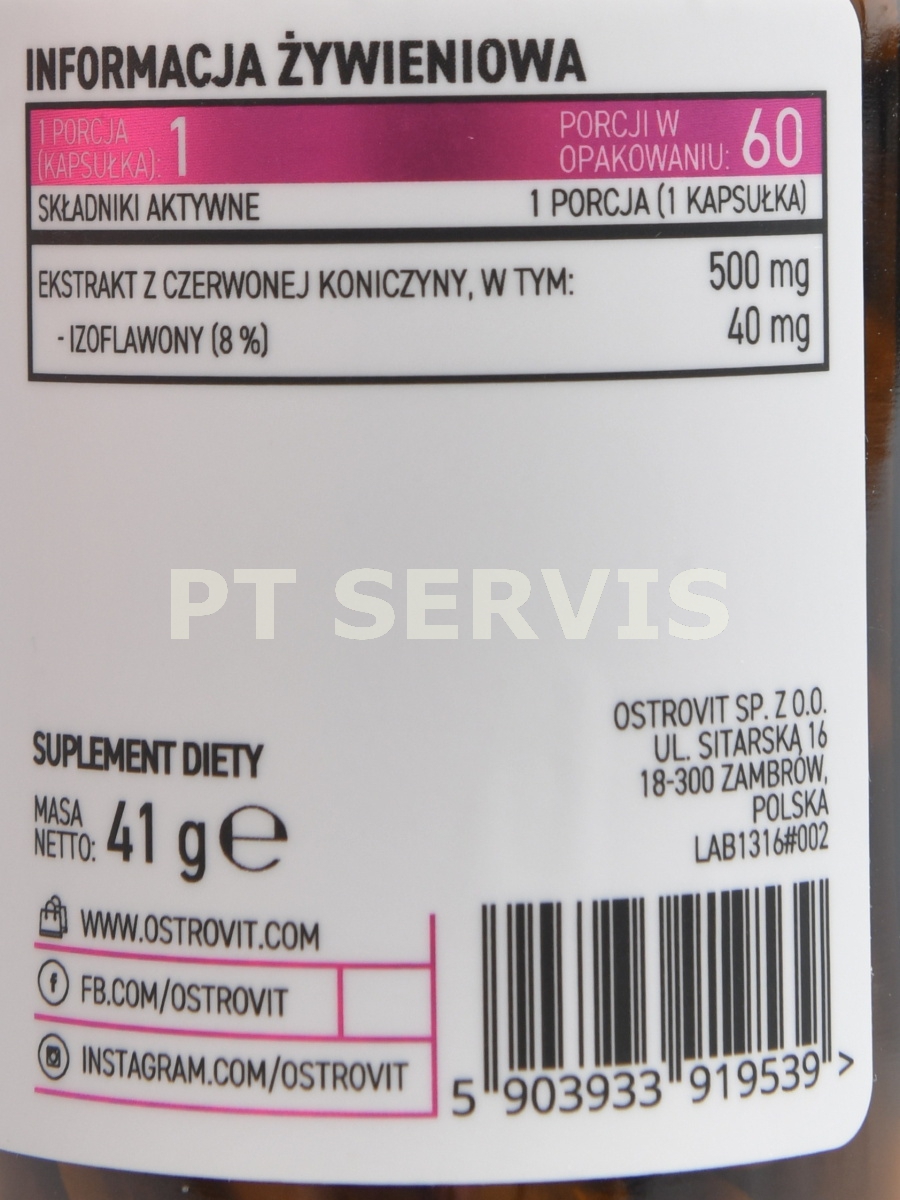 INFORMACJA ŻYWIENIOWA
1 PORCJA
(KAPSUŁKA): 1
PORCJI W
OPAKOWANIU: 60
SKŁADNIKI AKTYWNE 1 PORCJA (1 KAPSUŁKA)
EKSTRAKT Z CZERWONEJ KONICZYNY, W TYM: 500 mg
- IZOFLAWONY (8 %) 40 mg
PT SERVIS
OSTROVIT SP. Z O.O.
UL. SITARSKA 16
18-300 ZAMBRÓW,
POLSKA
LAB1316#002
SUPLEMENT DIETY
MASA
NETTO: 41 g e
WWW.OSTROVIT.COM
FB.COM/OSTROVIT
INSTAGRAM.COM/OSTROVIT
5 903933 919539 >